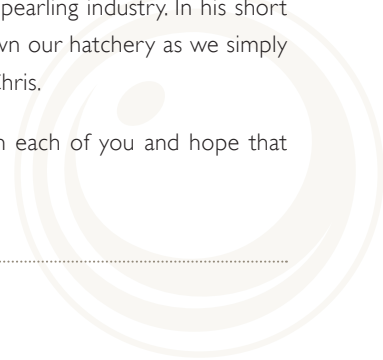 pearling industry. In his short
wn our hatchery as we simply
hris.
n each of you and hope that